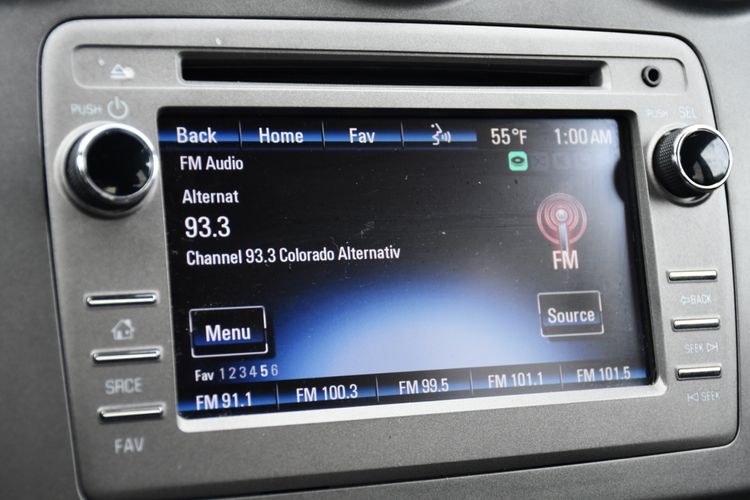 PUSH
PUSH SEL
Back Home Fav 55°F 1:00 AM
FM Audio
Alternat
93.3
Channel 93.3 Colorado Alternativ
FM
Menu
Source
Fav 1 2 3 4 5 6
FM 91.1 FM 100.3 FM 99.5 FM 101.1 FM 101.5
SRCE
FAV
BACK
SEEK
SEEK